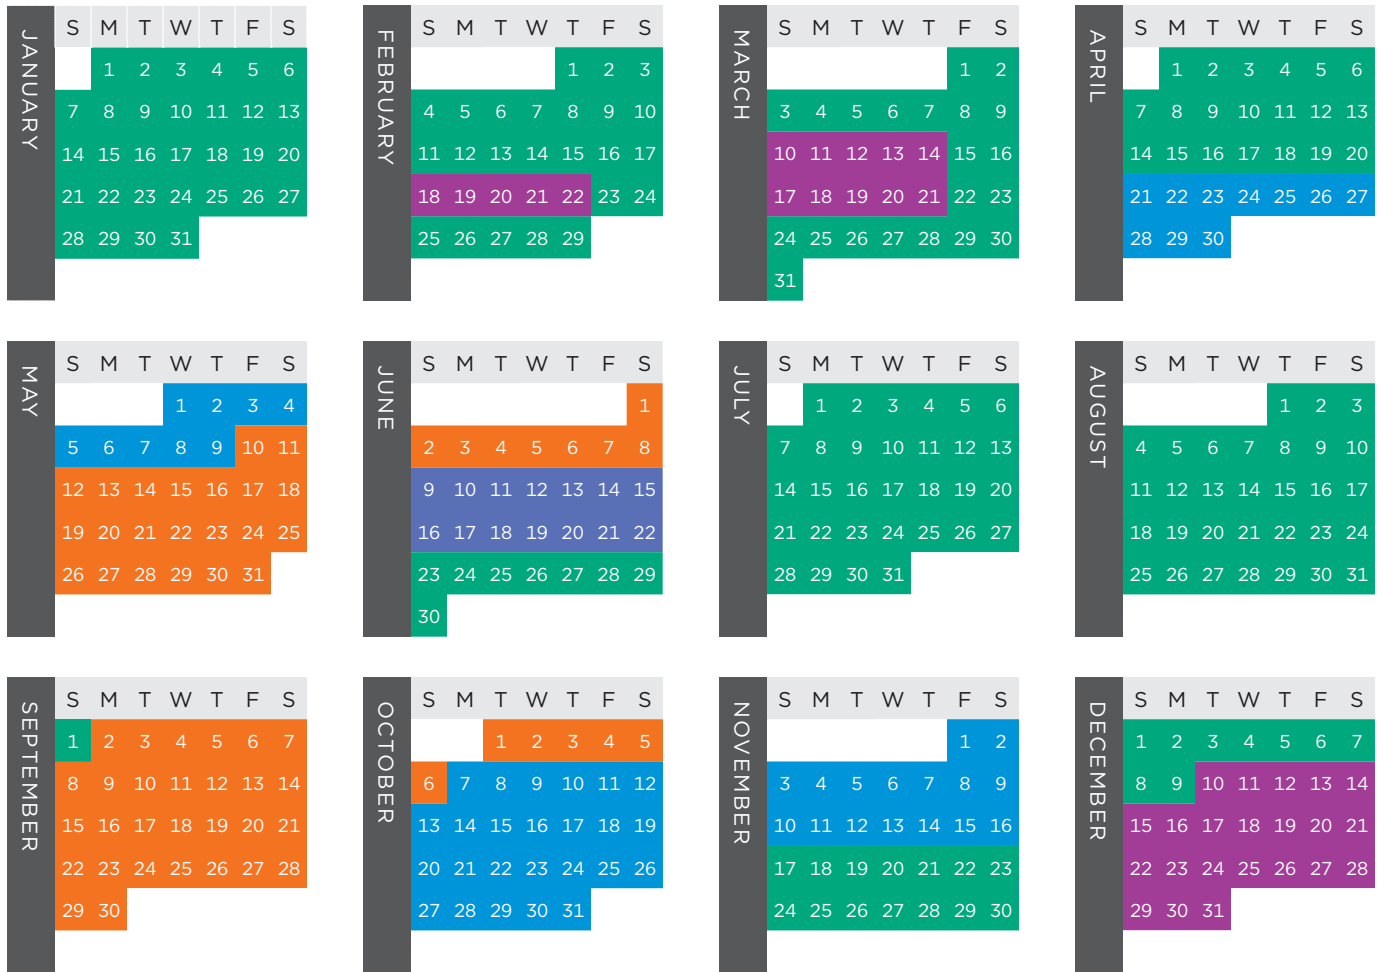 JANUARY
S M T W T F S
1 2 3 4 5 6
7 8 9 10 11 12 13
14 15 16 17 18 19 20
21 22 23 24 25 26 27
28 29 30 31
FEBRUARY
S M T W T F S
1 2 3
4 5 6 7 8 9 10
11 12 13 14 15 16 17
18 19 20 21 22 23 24
25 26 27 28 29
MARCH
S M T W T F S
1 2
3 4 5 6 7 8 9
10 11 12 13 14 15 16
17 18 19 20 21 22 23
24 25 26 27 28 29 30
31
APRIL
S M T W T F S
1 2 3 4 5 6
7 8 9 10 11 12 13
14 15 16 17 18 19 20
21 22 23 24 25 26 27
28 29 30
MAY
S M T W T F S
1 2 3 4
5 6 7 8 9 10 11
12 13 14 15 16 17 18
19 20 21 22 23 24 25
26 27 28 29 30 31
JUNE
S M T W T F S
1
2 3 4 5 6 7 8
9 10 11 12 13 14 15
16 17 18 19 20 21 22
23 24 25 26 27 28 29
30
JULY
S M T W T F S
1 2 3 4 5 6
7 8 9 10 11 12 13
14 15 16 17 18 19 20
21 22 23 24 25 26 27
28 29 30 31
AUGUST
S M T W T F S
1 2 3
4 5 6 7 8 9 10
11 12 13 14 15 16 17
18 19 20 21 22 23 24
25 26 27 28 29 30 31
SEPTEMBER
S M T W T F S
1 2 3 4 5 6 7
8 9 10 11 12 13 14
15 16 17 18 19 20 21
22 23 24 25 26 27 28
29 30
OCTOBER
S M T W T F S
1 2 3 4 5
6 7 8 9 10 11 12
13 14 15 16 17 18 19
20 21 22 23 24 25 26
27 28 29 30 31
NOVEMBER
S M T W T F S
1 2
3 4 5 6 7 8 9
10 11 12 13 14 15 16
17 18 19 20 21 22 23
24 25 26 27 28 29 30
DECEMBER
S M T W T F S
1 2 3 4 5 6 7
8 9 10 11 12 13 14
15 16 17 18 19 20 21
22 23 24 25 26 27 28
29 30 31